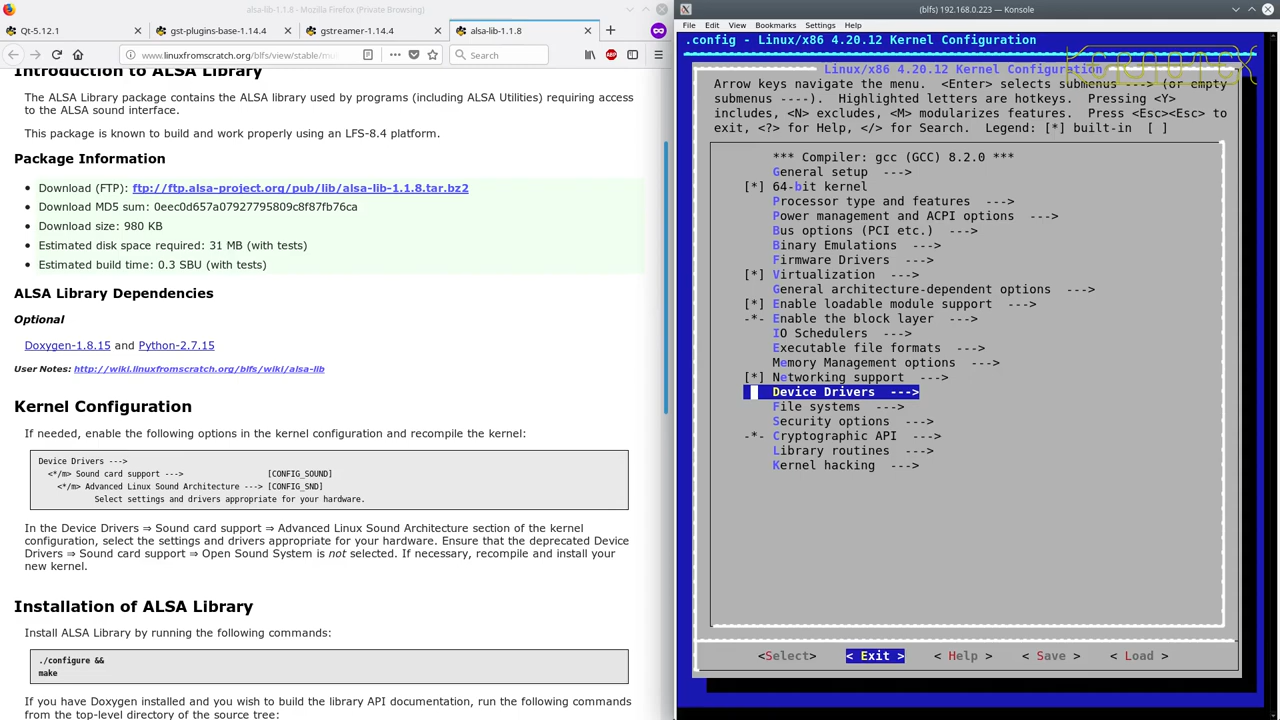 alsa-lib-1.1.8 - Mozilla Firefox (Private Browsing)
Qt-5.12.1
gst-plugins-base-1.14.4
gstreamer-1.14.4
alsa-lib-1.1.8
www.linuxfromscratch.org/blfs/view/stable/mu
Search
Introduction to ALSA Library
The ALSA Library package contains the ALSA library used by programs (including ALSA Utilities) requiring access
to the ALSA sound interface.
This package is known to build and work properly using an LFS-8.4 platform.
Package Information
Download (FTP): ftp://ftp.alsa-project.org/pub/lib/alsa-lib-1.1.8.tar.bz2
Download MD5 sum: 0eec0d657a07927795809c8f87fb76ca
Download size: 980 KB
Estimated disk space required: 31 MB (with tests)
Estimated build time: 0.3 SBU (with tests)
ALSA Library Dependencies
Optional
Doxygen-1.8.15 and Python-2.7.15
User Notes: http://wiki.linuxfromscratch.org/blfs/wiki/alsa-lib
Kernel Configuration
If needed, enable the following options in the kernel configuration and recompile the kernel:
Device Drivers --->
<*/m> Sound card support ---> [CONFIG_SOUND]
<*/m> Advanced Linux Sound Architecture ---> [CONFIG_SND]
Select settings and drivers appropriate for your hardware.
In the Device Drivers ⇒ Sound card support ⇒ Advanced Linux Sound Architecture section of the kernel
configuration, select the settings and drivers appropriate for your hardware. Ensure that the deprecated Device
Drivers ⇒ Sound card support ⇒ Open Sound System is not selected. If necessary, recompile and install your
new kernel.
Installation of ALSA Library
Install ALSA Library by running the following commands:
./configure &&
make
If you have Doxygen installed and you wish to build the library API documentation, run the following commands
from the top-level directory of the source tree:
(blfs) 192.168.0.223 — Konsole
File Edit View Bookmarks Settings Help
.config - Linux/x86 4.20.12 Kernel Configuration
Linux/x86 4.20.12 Kernel Configuration
Arrow keys navigate the menu. <Enter> selects submenus ---> (or empty
submenus ----). Highlighted letters are hotkeys. Pressing <Y>
includes, <N> excludes, <M> modularizes features. Press <Esc><Esc> to
exit, <?> for Help, </> for Search. Legend: [*] built-in [ ]
*** Compiler: gcc (GCC) 8.2.0 ***
General setup --->
[*] 64-bit kernel
Processor type and features --->
Power management and ACPI options --->
Bus options (PCI etc.) --->
Binary Emulations --->
Firmware Drivers --->
[*] Virtualization --->
General architecture-dependent options --->
[*] Enable loadable module support --->
-*- Enable the block layer --->
IO Schedulers --->
Executable file formats --->
Memory Management options --->
[*] Networking support --->
Device Drivers --->
File systems --->
Security options --->
-*- Cryptographic API --->
Library routines --->
Kernel hacking --->
<Select> < Exit > < Help > < Save > < Load >